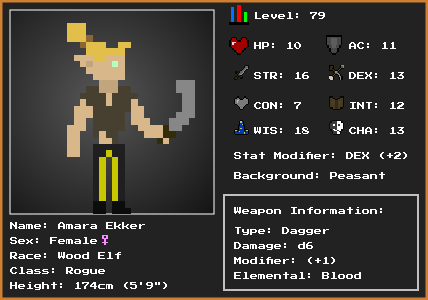 Level: 79
HP: 10 AC: 11
STR: 16 DEX: 13
CON: 7 INT: 12
WIS: 18 CHA: 13
Stat Modifier: DEX (+2)
Background: Peasant
Name: Amara Ekker
Sex: Female ♀
Race: Wood Elf
Class: Rogue
Height: 174cm (5'9")
Weapon Information:
Type: Dagger
Damage: d6
Modifier: (+1)
Elemental: Blood